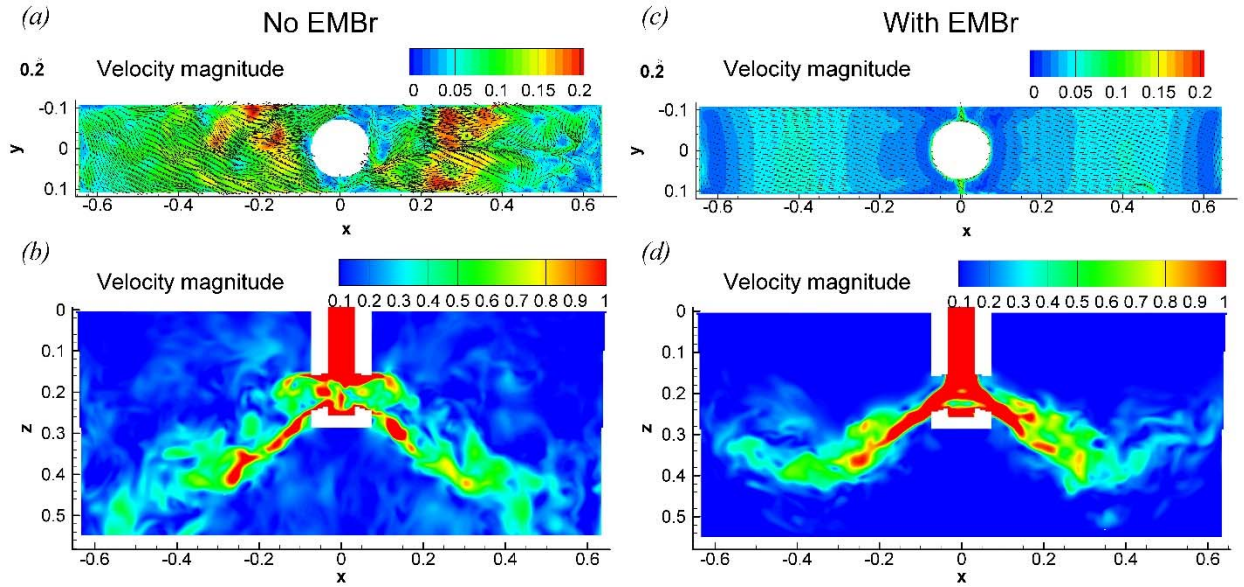 (a)
No EMBr
0.2
Velocity magnitude
0 0.05 0.1 0.15 0.2
-0.1
0
0.1
y
-0.6 -0.4 -0.2 0 0.2 0.4 0.6
x
(c)
With EMBr
0.2
Velocity magnitude
0 0.05 0.1 0.15 0.2
-0.1
0
0.1
y
-0.6 -0.4 -0.2 0 0.2 0.4 0.6
x
(b)
Velocity magnitude
0.1 0.2 0.3 0.4 0.5 0.6 0.7 0.8 0.9 1
0
0.1
0.2
0.3
0.4
0.5
z
-0.6 -0.4 -0.2 0 0.2 0.4 0.6
x
(d)
Velocity magnitude
0.1 0.2 0.3 0.4 0.5 0.6 0.7 0.8 0.9 1
0
0.1
0.2
0.3
0.4
0.5
z
-0.6 -0.4 -0.2 0 0.2 0.4 0.6
x